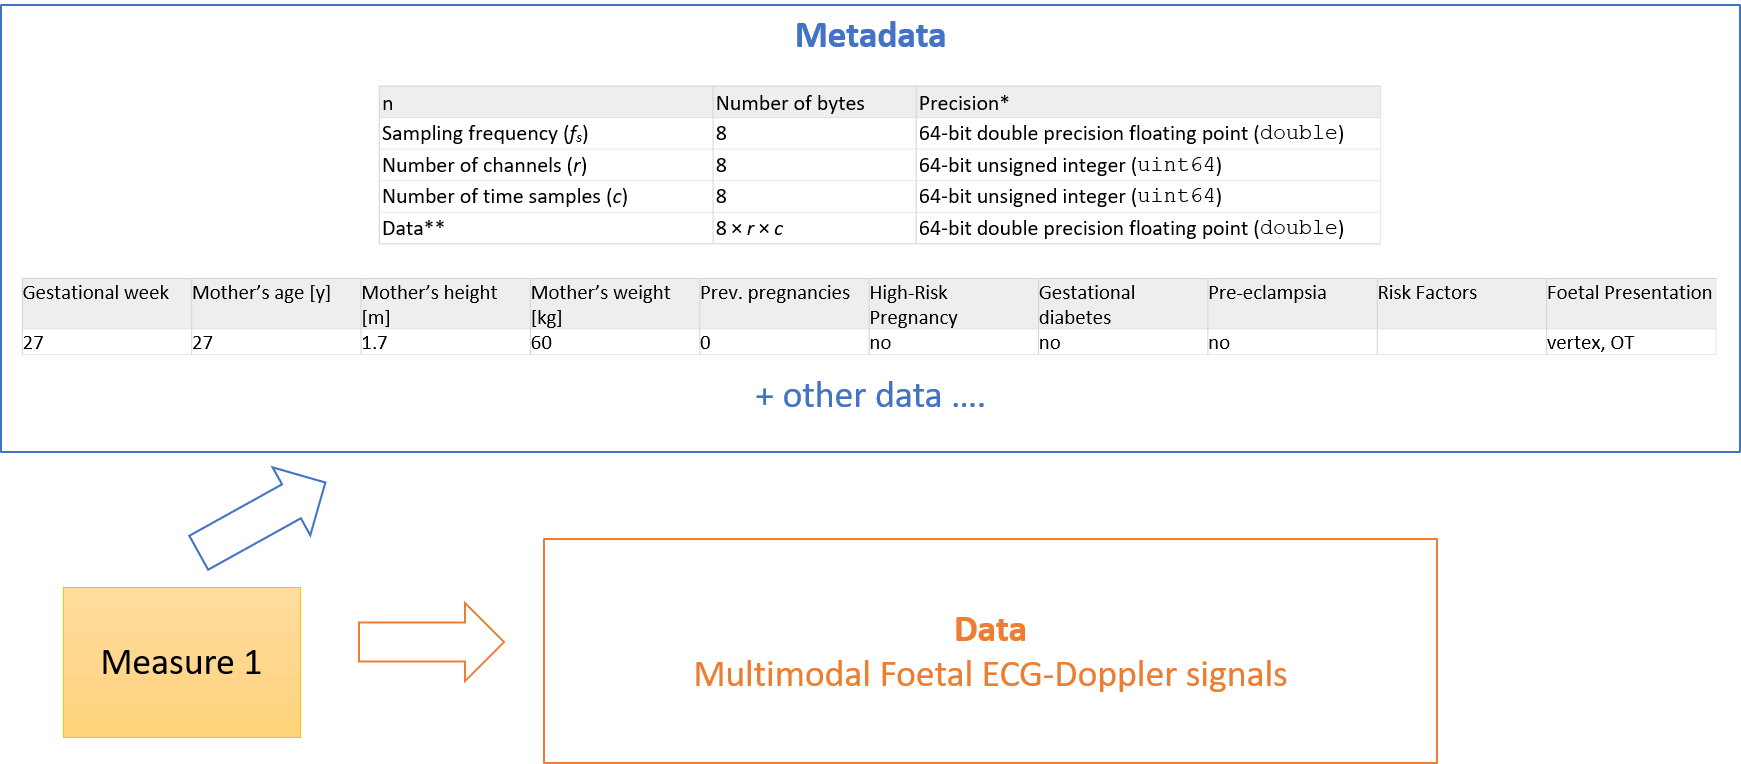 Metadata
n Number of bytes Precision*
Sampling frequency (fs) 8 64-bit double precision floating point (double)
Number of channels (r) 8 64-bit unsigned integer (uint64)
Number of time samples (c) 8 64-bit unsigned integer (uint64)
Data** 8 × r × c 64-bit double precision floating point (double)
Gestational week Mother’s age [y] Mother’s height Mother’s weight Prev. pregnancies High-Risk Gestational Pre-eclampsia Risk Factors Foetal Presentation
[m] [kg] Pregnancy diabetes
27 27 1.7 60 0 no no no vertex, OT
+ other data ....
Measure 1
Data
Multimodal Foetal ECG-Doppler signals